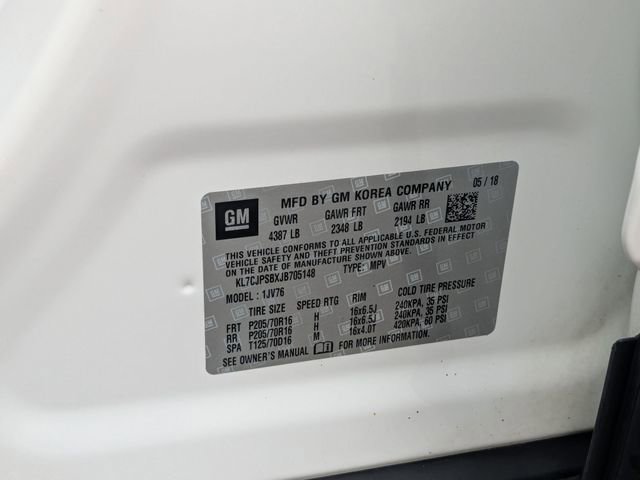 GM
MFD BY GM KOREA COMPANY 05 / 18
GVWR GAWR FRT GAWR RR
4387 LB 2348 LB 2194 LB
THIS VEHICLE CONFORMS TO ALL APPLICABLE U.S. FEDERAL MOTOR
VEHICLE SAFETY AND THEFT PREVENTION STANDARDS IN EFFECT
ON THE DATE OF MANUFACTURE SHOWN ABOVE.
KL7CJPSBXJB705148 TYPE: MPV
MODEL : 1JV76
TIRE SIZE SPEED RTG RIM COLD TIRE PRESSURE
FRT P205/70R16 H 16x6.5J 240KPA, 35 PSI
RR P205/70R16 H 16x6.5J 240KPA, 35 PSI
SPA T125/70D16 M 16x4.0T 420KPA, 60 PSI
SEE OWNER'S MANUAL FOR MORE INFORMATION